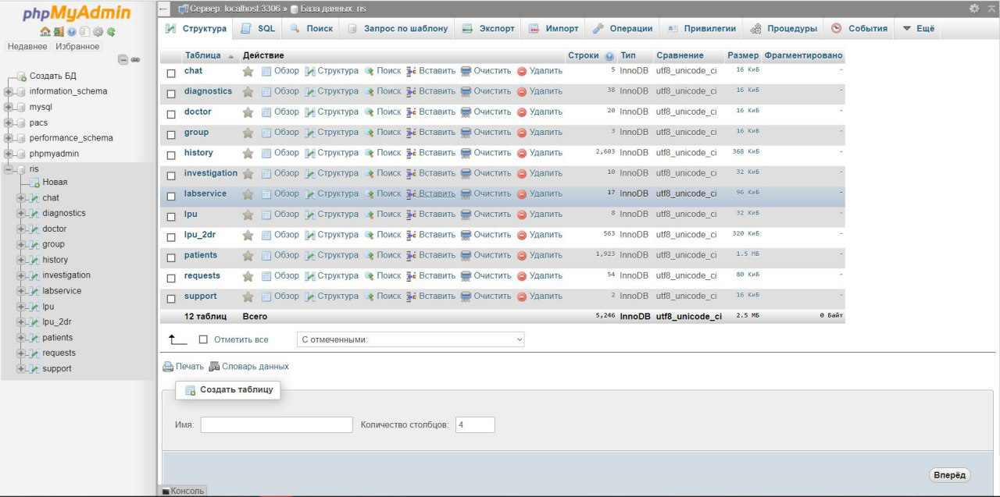 phpMyAdmin
Недавнее Избранное
Создать БД
information_schema
mysql
pacs
performance_schema
phpmyadmin
ris
Новая
chat
diagnostics
doctor
group
history
investigation
labservice
lpu
lpu_2dr
patients
requests
support
Сервер: localhost:3306 » База данных: ris
Структура SQL Поиск Запрос по шаблону Экспорт Импорт Операции Привилегии Процедуры События Ещё
Таблица Действие Строки Тип Сравнение Размер Фрагментировано
chat Обзор Структура Поиск Вставить Очистить Удалить 5 InnoDB utf8_unicode_ci 16 КиБ -
diagnostics Обзор Структура Поиск Вставить Очистить Удалить 38 InnoDB utf8_unicode_ci 16 КиБ -
doctor Обзор Структура Поиск Вставить Очистить Удалить 20 InnoDB utf8_unicode_ci 16 КиБ -
group Обзор Структура Поиск Вставить Очистить Удалить 3 InnoDB utf8_unicode_ci 16 КиБ -
history Обзор Структура Поиск Вставить Очистить Удалить 2,603 InnoDB utf8_unicode_ci 368 КиБ -
investigation Обзор Структура Поиск Вставить Очистить Удалить 10 InnoDB utf8_unicode_ci 32 КиБ -
labservice Обзор Структура Поиск Вставить Очистить Удалить 17 InnoDB utf8_unicode_ci 96 КиБ -
lpu Обзор Структура Поиск Вставить Очистить Удалить 8 InnoDB utf8_unicode_ci 32 КиБ -
lpu_2dr Обзор Структура Поиск Вставить Очистить Удалить 563 InnoDB utf8_unicode_ci 320 КиБ -
patients Обзор Структура Поиск Вставить Очистить Удалить 1,923 InnoDB utf8_unicode_ci 1.5 МБ -
requests Обзор Структура Поиск Вставить Очистить Удалить 54 InnoDB utf8_unicode_ci 80 КиБ -
support Обзор Структура Поиск Вставить Очистить Удалить 2 InnoDB utf8_unicode_ci 16 КиБ -
12 таблиц Всего 5,246 InnoDB utf8_unicode_ci 2.5 МБ 0 Байт
Отметить все С отмеченными:
Печать Словарь данных
Создать таблицу
Имя: Количество столбцов: 4
Вперёд
Консоль